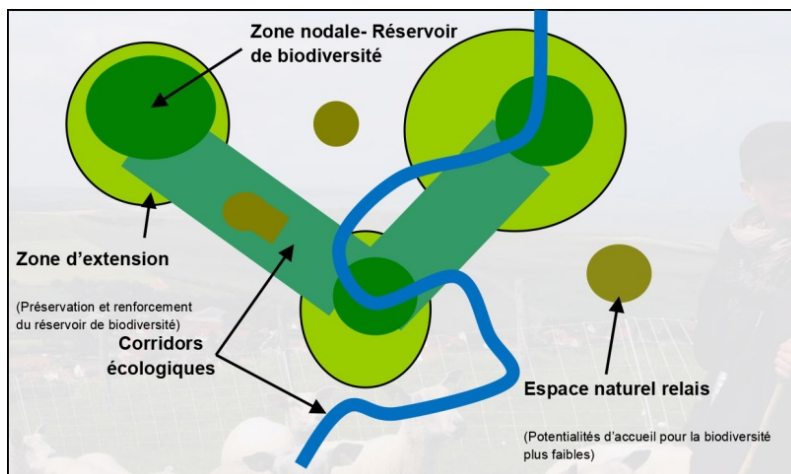 Zone nodale- Réservoir
de biodiversité
Zone d'extension
(Préservation et renforcement
du réservoir de biodiversité)
Corridors
écologiques
Espace naturel relais
(Potentialités d'accueil pour la biodiversité
plus faibles)